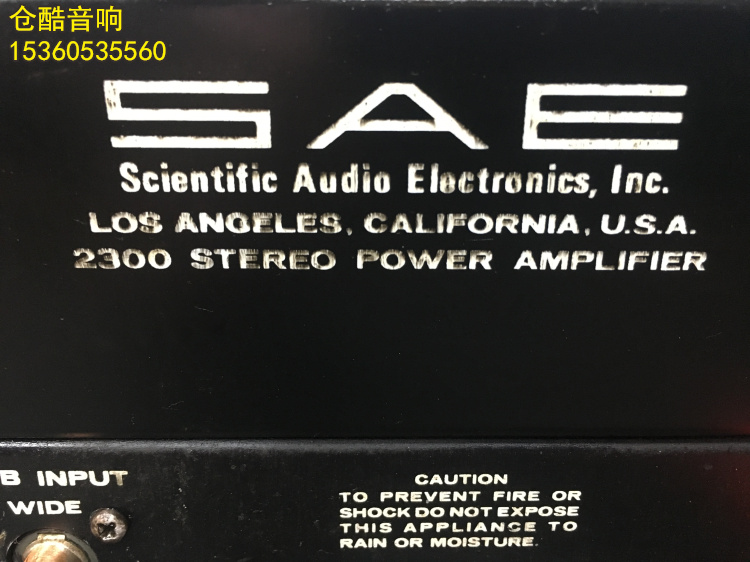 仓酷音响
15360535560
SAE
Scientific Audio Electronics, Inc.
LOS ANGELES, CALIFORNIA, U.S.A.
2300 STEREO POWER AMPLIFIER
B INPUT
WIDE
CAUTION
TO PREVENT FIRE OR
SHOCK DO NOT EXPOSE
THIS APPLIANCE TO
RAIN OR MOISTURE.